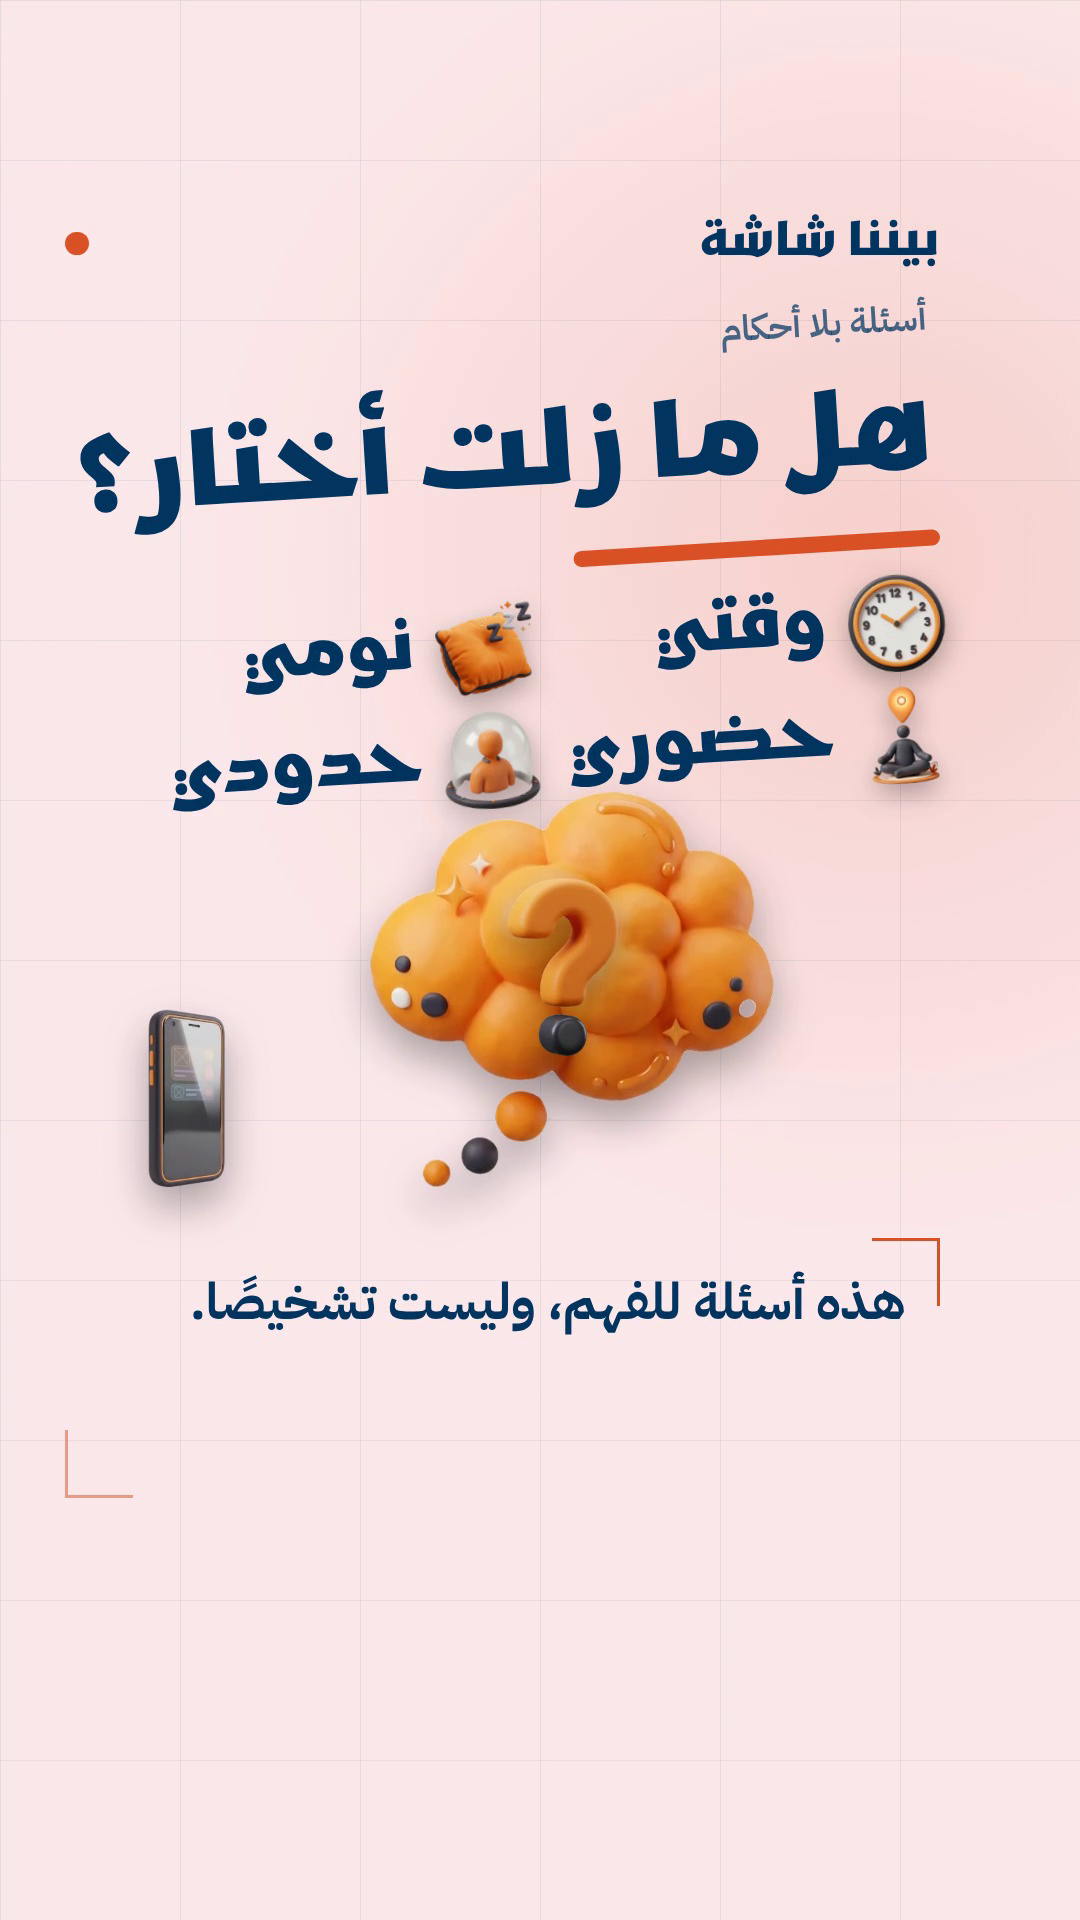 بيننا شاشة
أسئلة بلا أحكام
هل ما زلت أختار؟
وقتي
نومي
حضوري
حدودي
هذه أسئلة للفهم، وليست تشخيصًا.